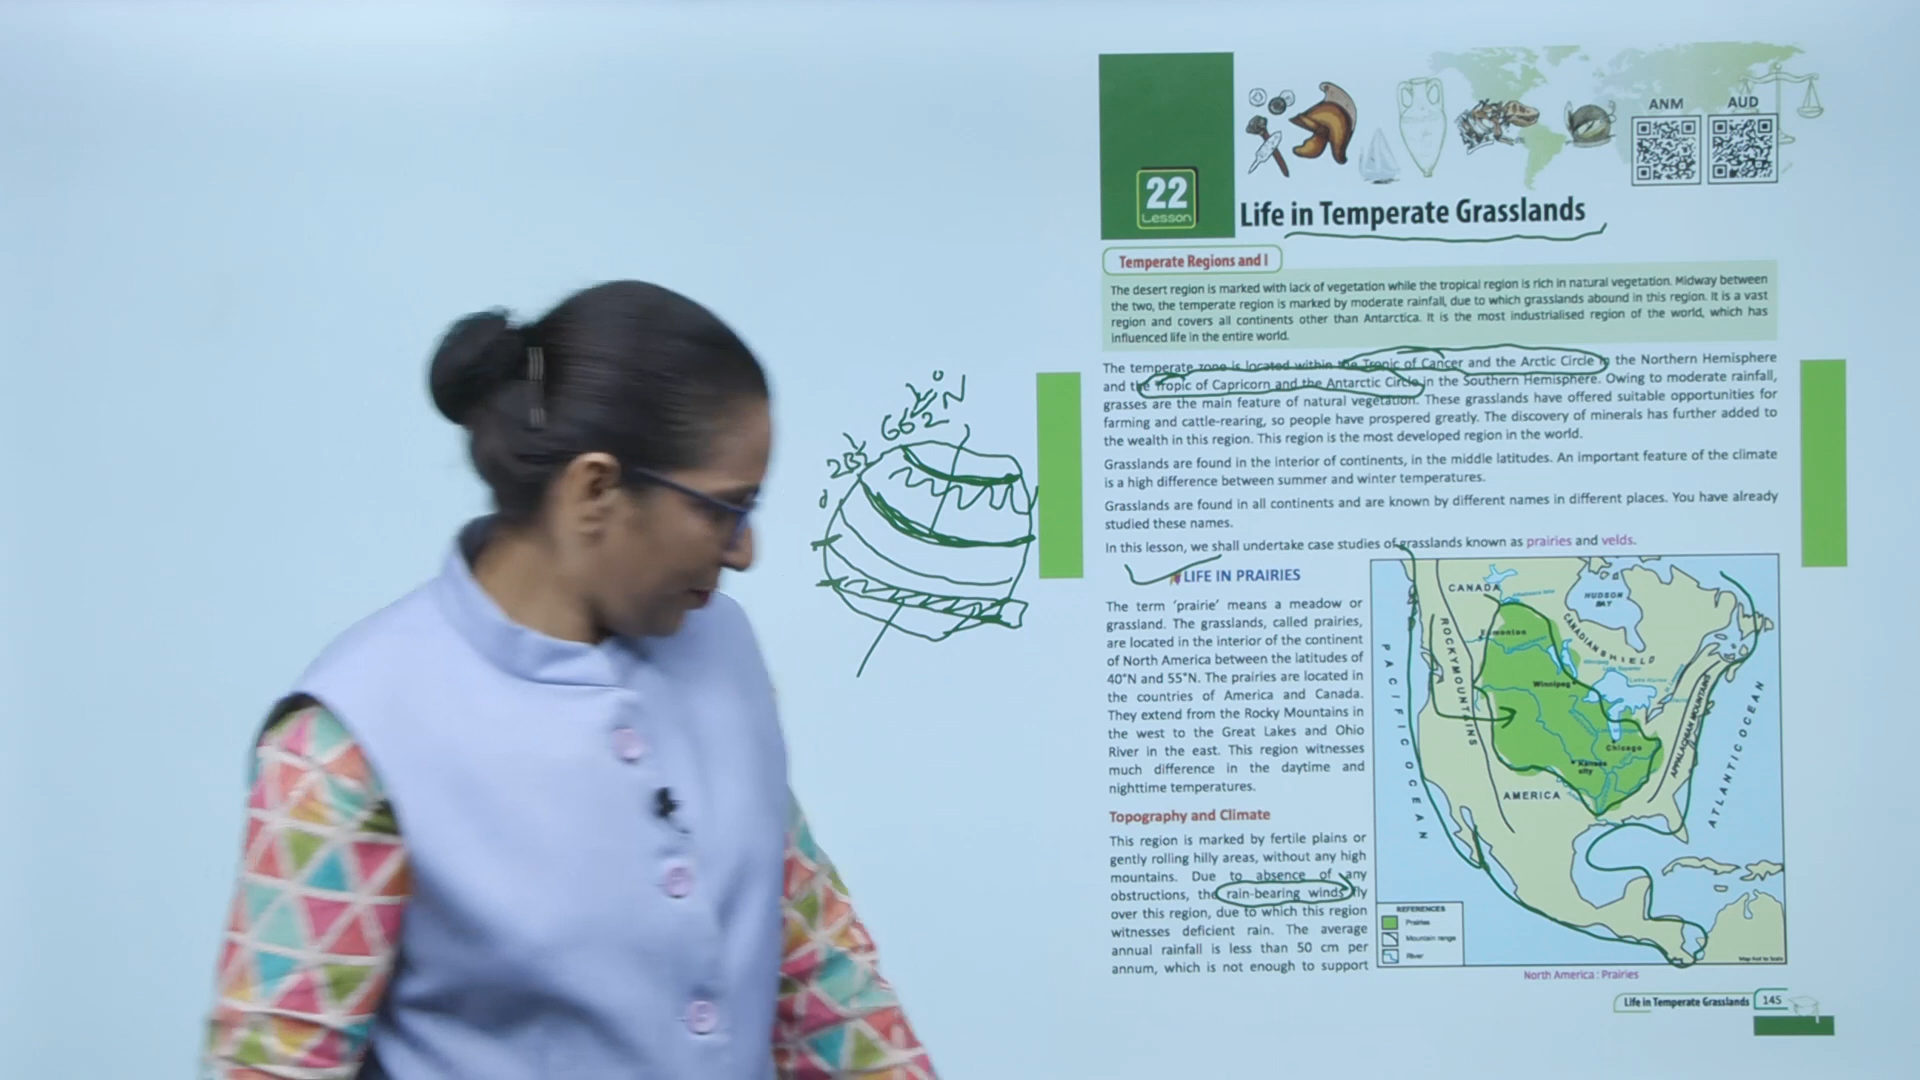 ANM AUD
22
Lesson
Life in Temperate Grasslands
Temperate Regions and I
The desert region is marked with lack of vegetation while the tropical region is rich in natural vegetation. Midway between
the two, the temperate region is marked by moderate rainfall, due to which grasslands abound in this region. It is a vast
region and covers all continents other than Antarctica. It is the most industrialised region of the world, which has
influenced life in the entire world.
The temperate zone is located within the Tropic of Cancer and the Arctic Circle in the Northern Hemisphere
and the Tropic of Capricorn and the Antarctic Circle in the Southern Hemisphere. Owing to moderate rainfall,
grasses are the main feature of natural vegetation. These grasslands have offered suitable opportunities for
farming and cattle-rearing, so people have prospered greatly. The discovery of minerals has further added to
the wealth in this region. This region is the most developed region in the world.
Grasslands are found in the interior of continents, in the middle latitudes. An important feature of the climate
is a high difference between summer and winter temperatures.
Grasslands are found in all continents and are known by different names in different places. You have already
studied these names.
In this lesson, we shall undertake case studies of grasslands known as prairies and velds.
LIFE IN PRAIRIES
The term 'prairie' means a meadow or
grassland. The grasslands, called prairies,
are located in the interior of the continent
of North America between the latitudes of
40°N and 55°N. The prairies are located in
the countries of America and Canada.
They extend from the Rocky Mountains in
the west to the Great Lakes and Ohio
River in the east. This region witnesses
much difference in the daytime and
nighttime temperatures.
Topography and Climate
This region is marked by fertile plains or
gently rolling hilly areas, without any high
mountains. Due to absence of any
obstructions, the rain-bearing winds fly
over this region, due to which this region
witnesses deficient rain. The average
annual rainfall is less than 50 cm per
annum, which is not enough to support
CANADA
HUDSON
BAY
CANADIAN SHIELD
Edmonton
ROCKY MOUNTAINS
PACIFIC OCEAN
Winnipeg
Chicago
Kansas
city
AMERICA
APPALACHIAN MOUNTAINS
ATLANTIC OCEAN
REFERENCES
Prairies
Mountain range
River
Map Not to Scale
North America : Prairies
Life in Temperate Grasslands 145